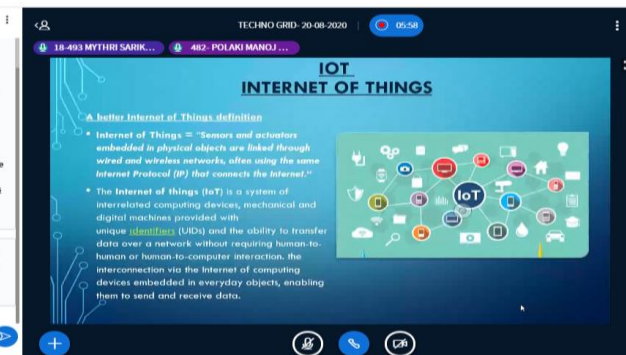 TECHNO GRID- 20-08-2020
05:58
18-493 MYTHRI SARIK...
482- POLAKI MANOJ ...
IOT
INTERNET OF THINGS
A better Internet of Things definition
Internet of Things = "Sensors and actuators
embedded in physical objects are linked through
wired and wireless networks, often using the same
Internet Protocol (IP) that connects the Internet."
The Internet of things (IoT) is a system of
interrelated computing devices, mechanical and
digital machines provided with
unique identifiers (UIDs) and the ability to transfer
data over a network without requiring human-to-
human or human-to-computer interaction. the
interconnection via the Internet of computing
devices embedded in everyday objects, enabling
them to send and receive data.
IoT